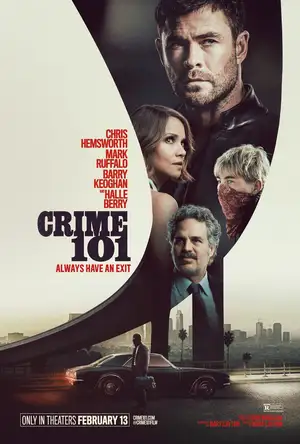 CHRIS
HEMSWORTH
MARK
RUFFALO
BARRY
KEOGHAN
AND HALLE
BERRY
CRIME
101
ALWAYS HAVE AN EXIT
R
ONLY IN THEATERS FEBRUARY 13